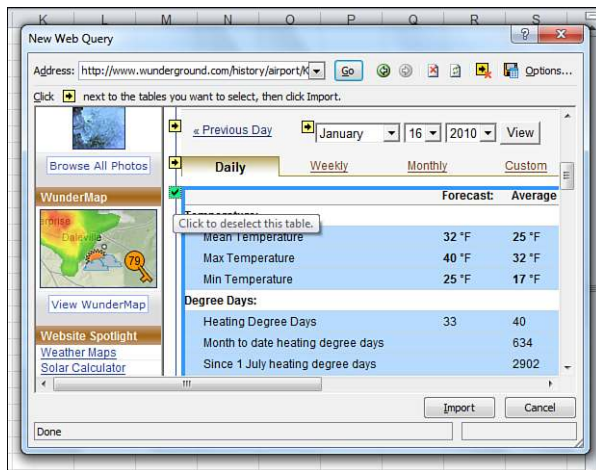 K L M N O P Q R S
New Web Query
Address: http://www.wunderground.com/history/airport/K Go Options...
Click next to the tables you want to select, then click Import.
« Previous Day January 16 2010 View
Browse All Photos
Daily Weekly Monthly Custom
WunderMap
Forecast: Average
Click to deselect this table.
Mean Temperature 32 °F 25 °F
Daleville
Max Temperature 40 °F 32 °F
79
Min Temperature 25 °F 17 °F
View WunderMap
Degree Days:
Heating Degree Days 33 40
Website Spotlight
Month to date heating degree days 634
Weather Maps
Since 1 July heating degree days 2902
Solar Calculator
Import Cancel
Done